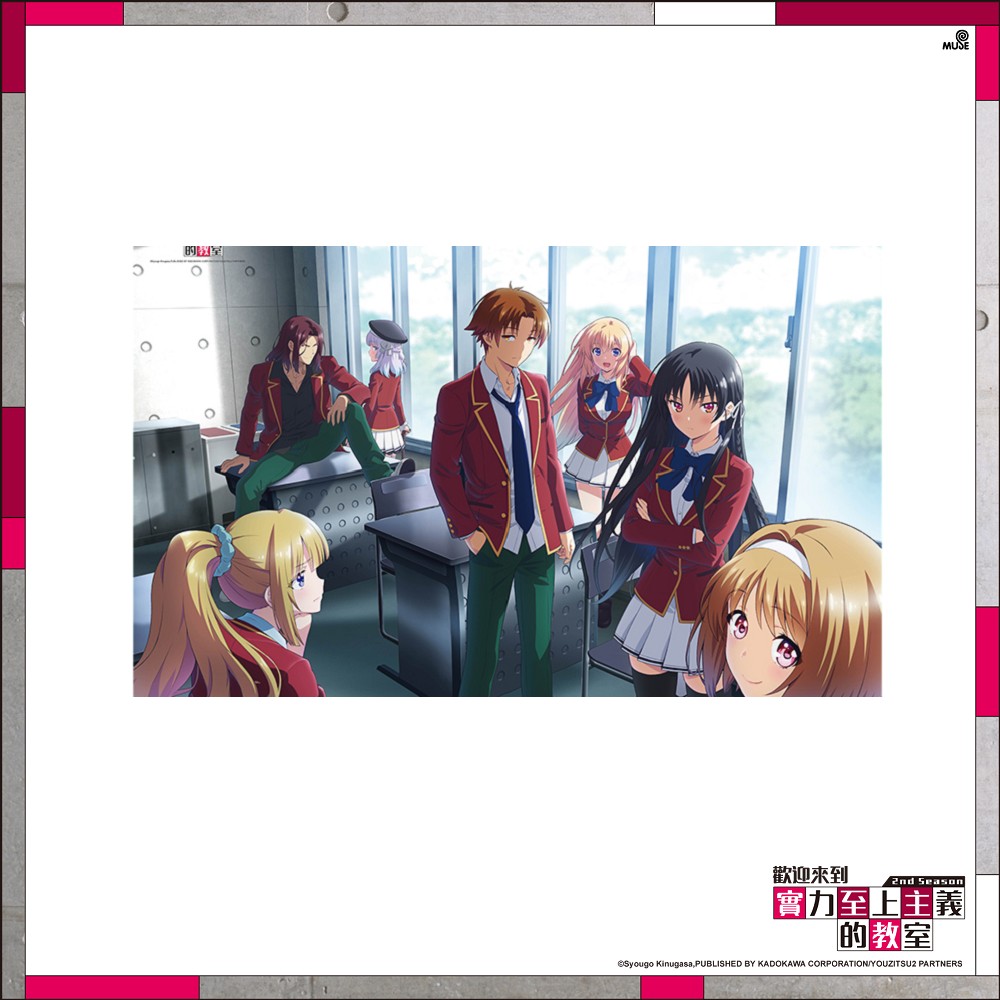 MUSE
的教室
歡迎來到
2nd Season
實力至上主義
的教室
©Syougo Kinugasa,PUBLISHED BY KADOKAWA CORPORATION/YOUZITSU2 PARTNERS